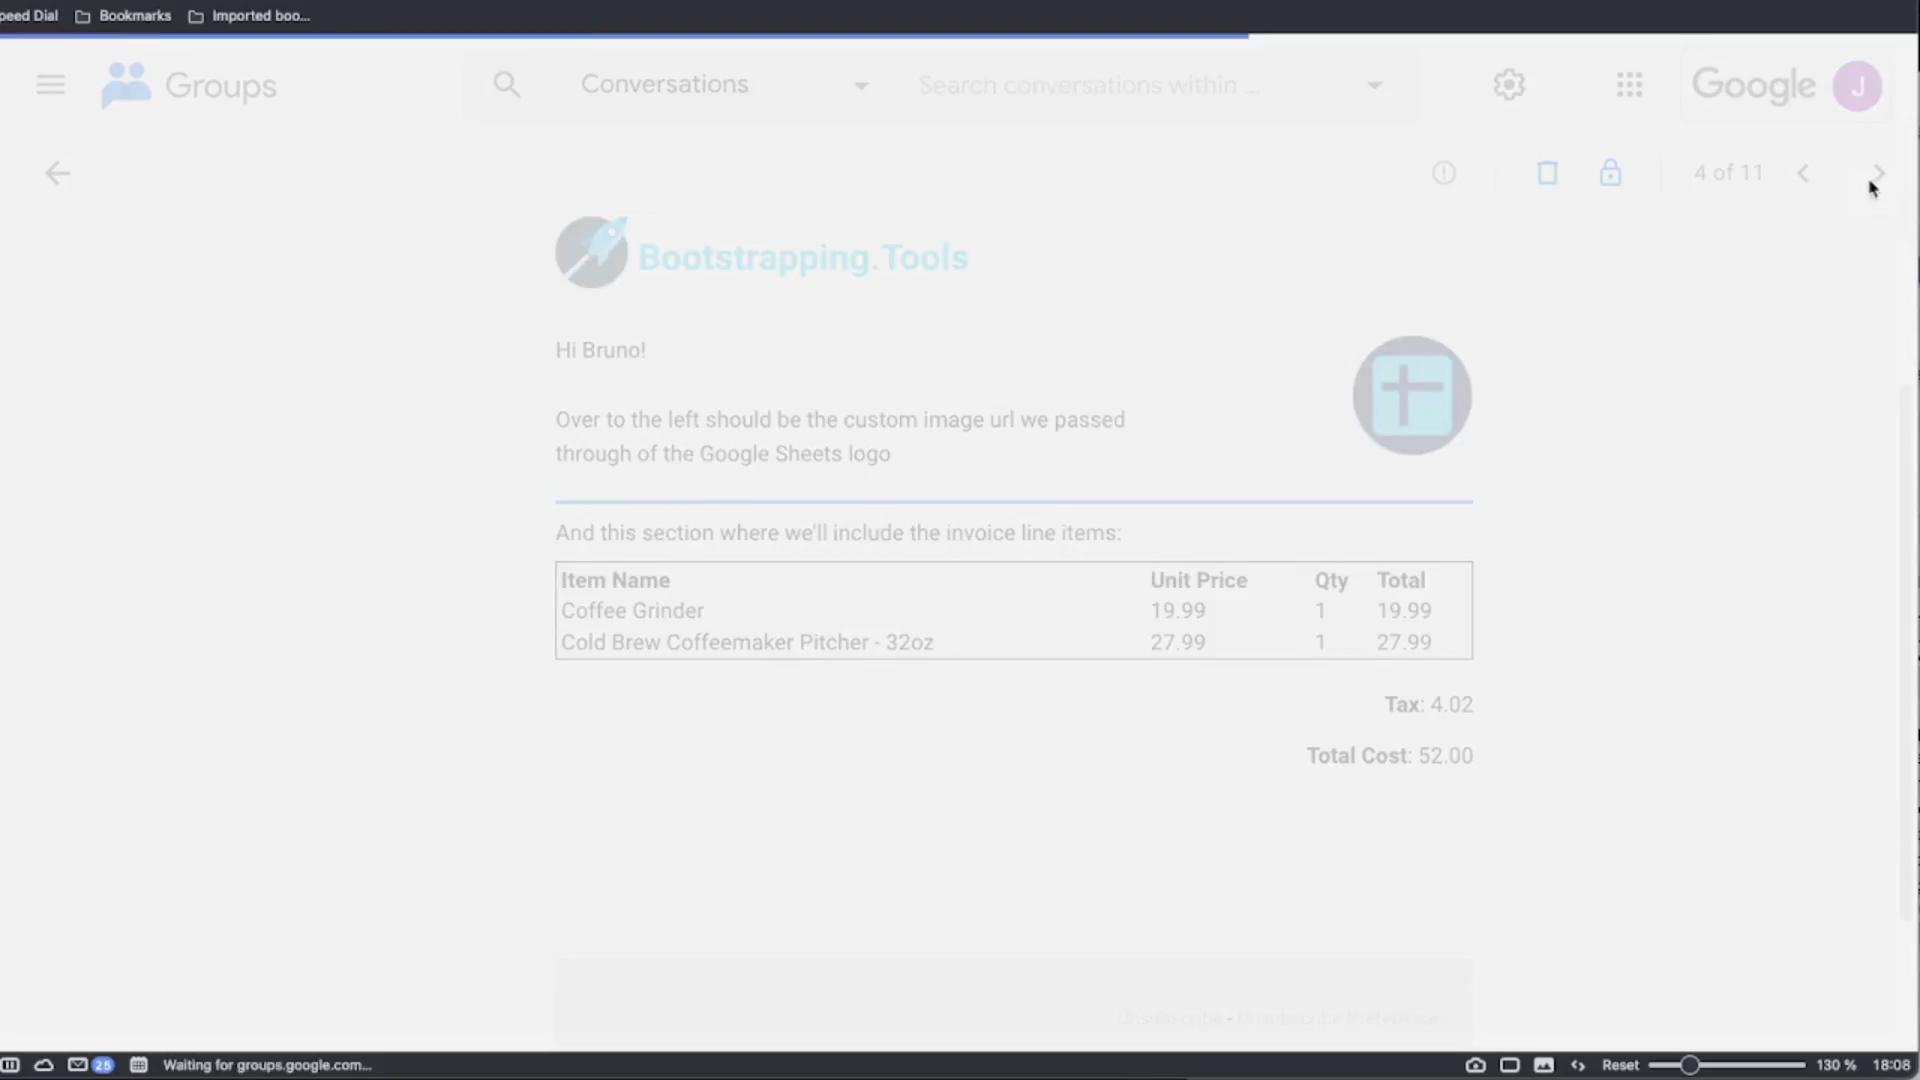 peed Dial Bookmarks Imported boo...
Groups Conversations Search conversations within ... Google J
4 of 11
Bootstrapping.Tools
Hi Bruno!
Over to the left should be the custom image url we passed
through of the Google Sheets logo
And this section where we'll include the invoice line items:
Item Name Unit Price Qty Total
Coffee Grinder 19.99 1 19.99
Cold Brew Coffeemaker Pitcher - 32oz 27.99 1 27.99
Tax: 4.02
Total Cost: 52.00
Unsubscribe - Unsubscribe Preferences
25 Waiting for groups.google.com... Reset 130 % 18:08